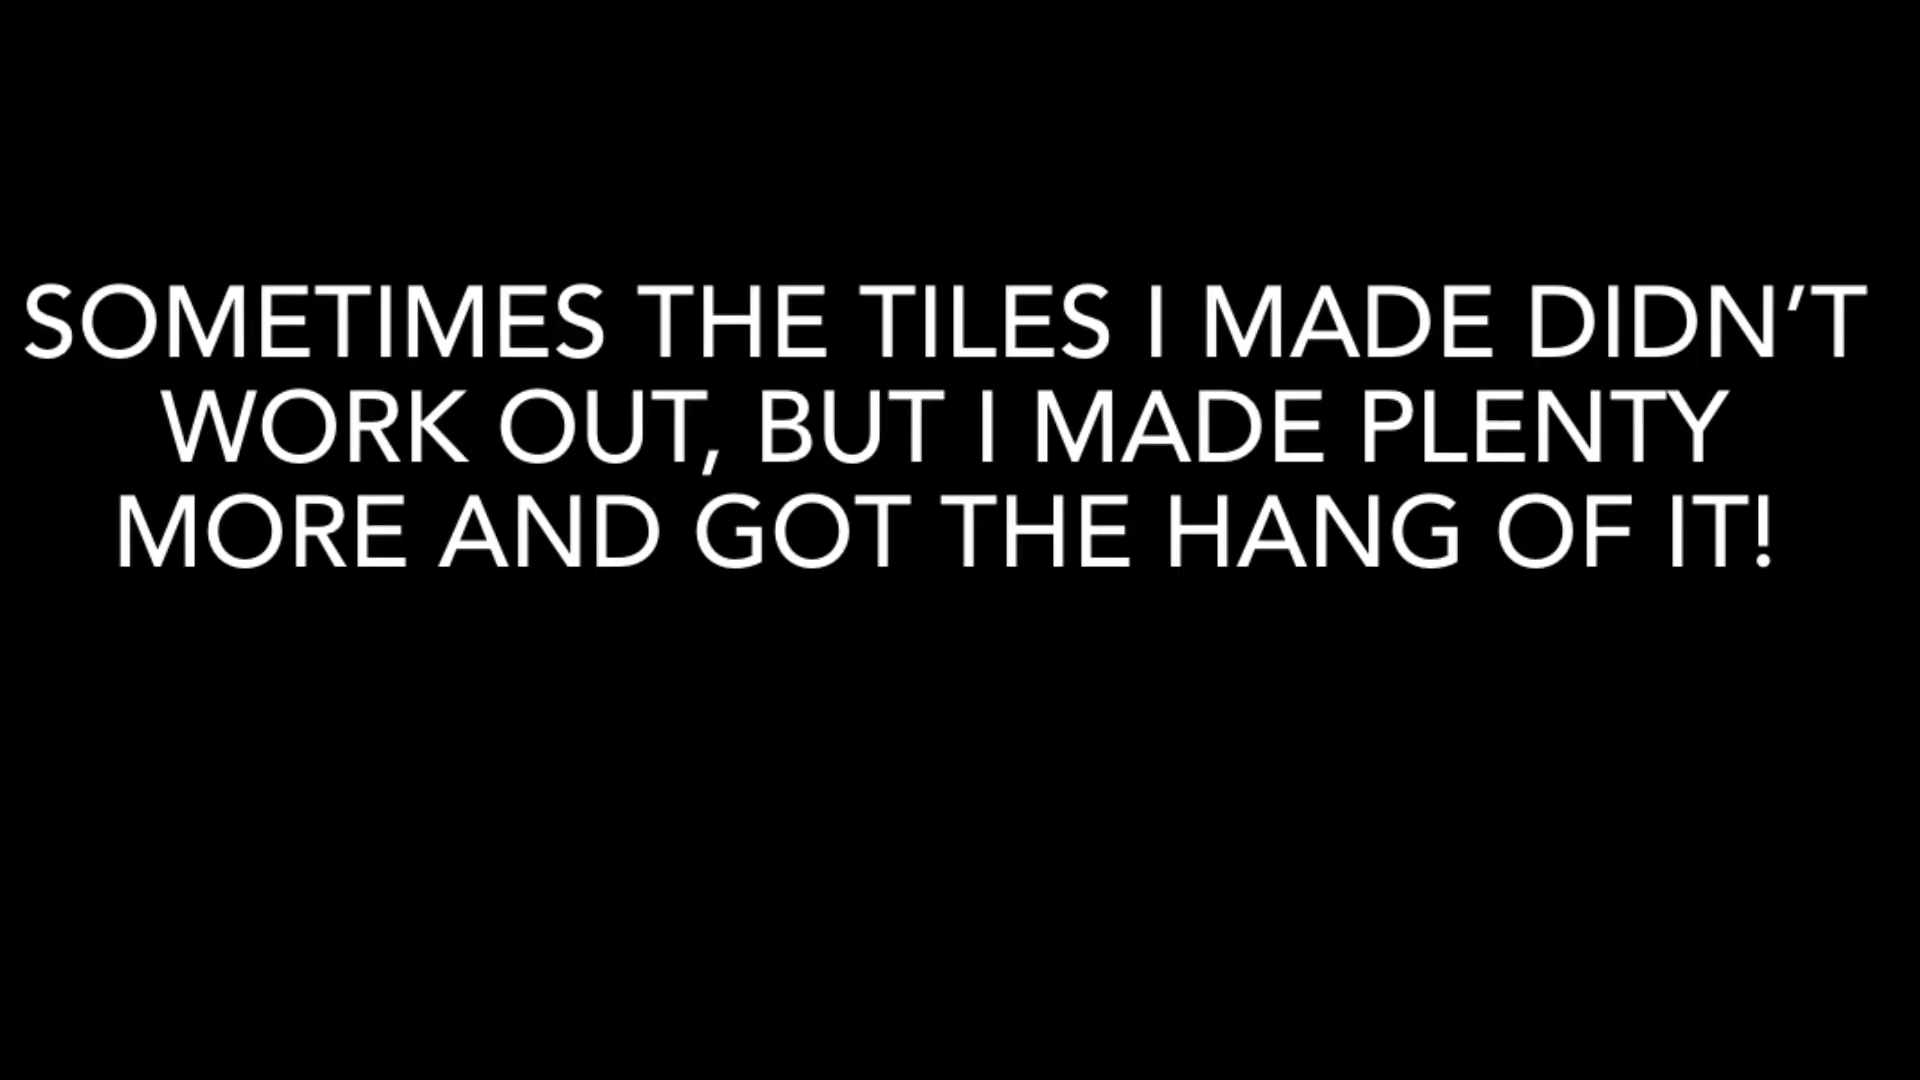 SOMETIMES THE TILES I MADE DIDN’T
WORK OUT, BUT I MADE PLENTY
MORE AND GOT THE HANG OF IT!